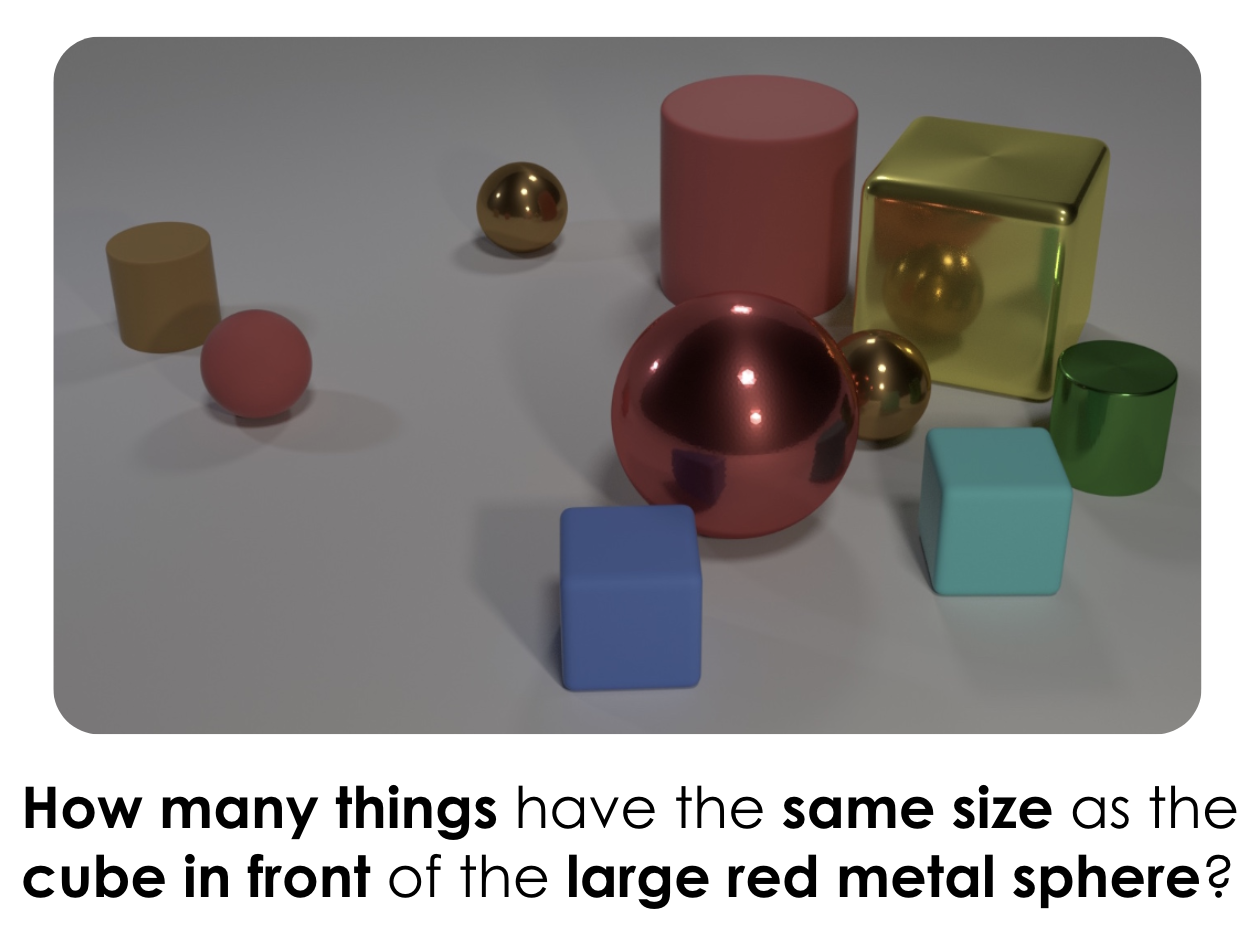 How many things have the same size as the
cube in front of the large red metal sphere?